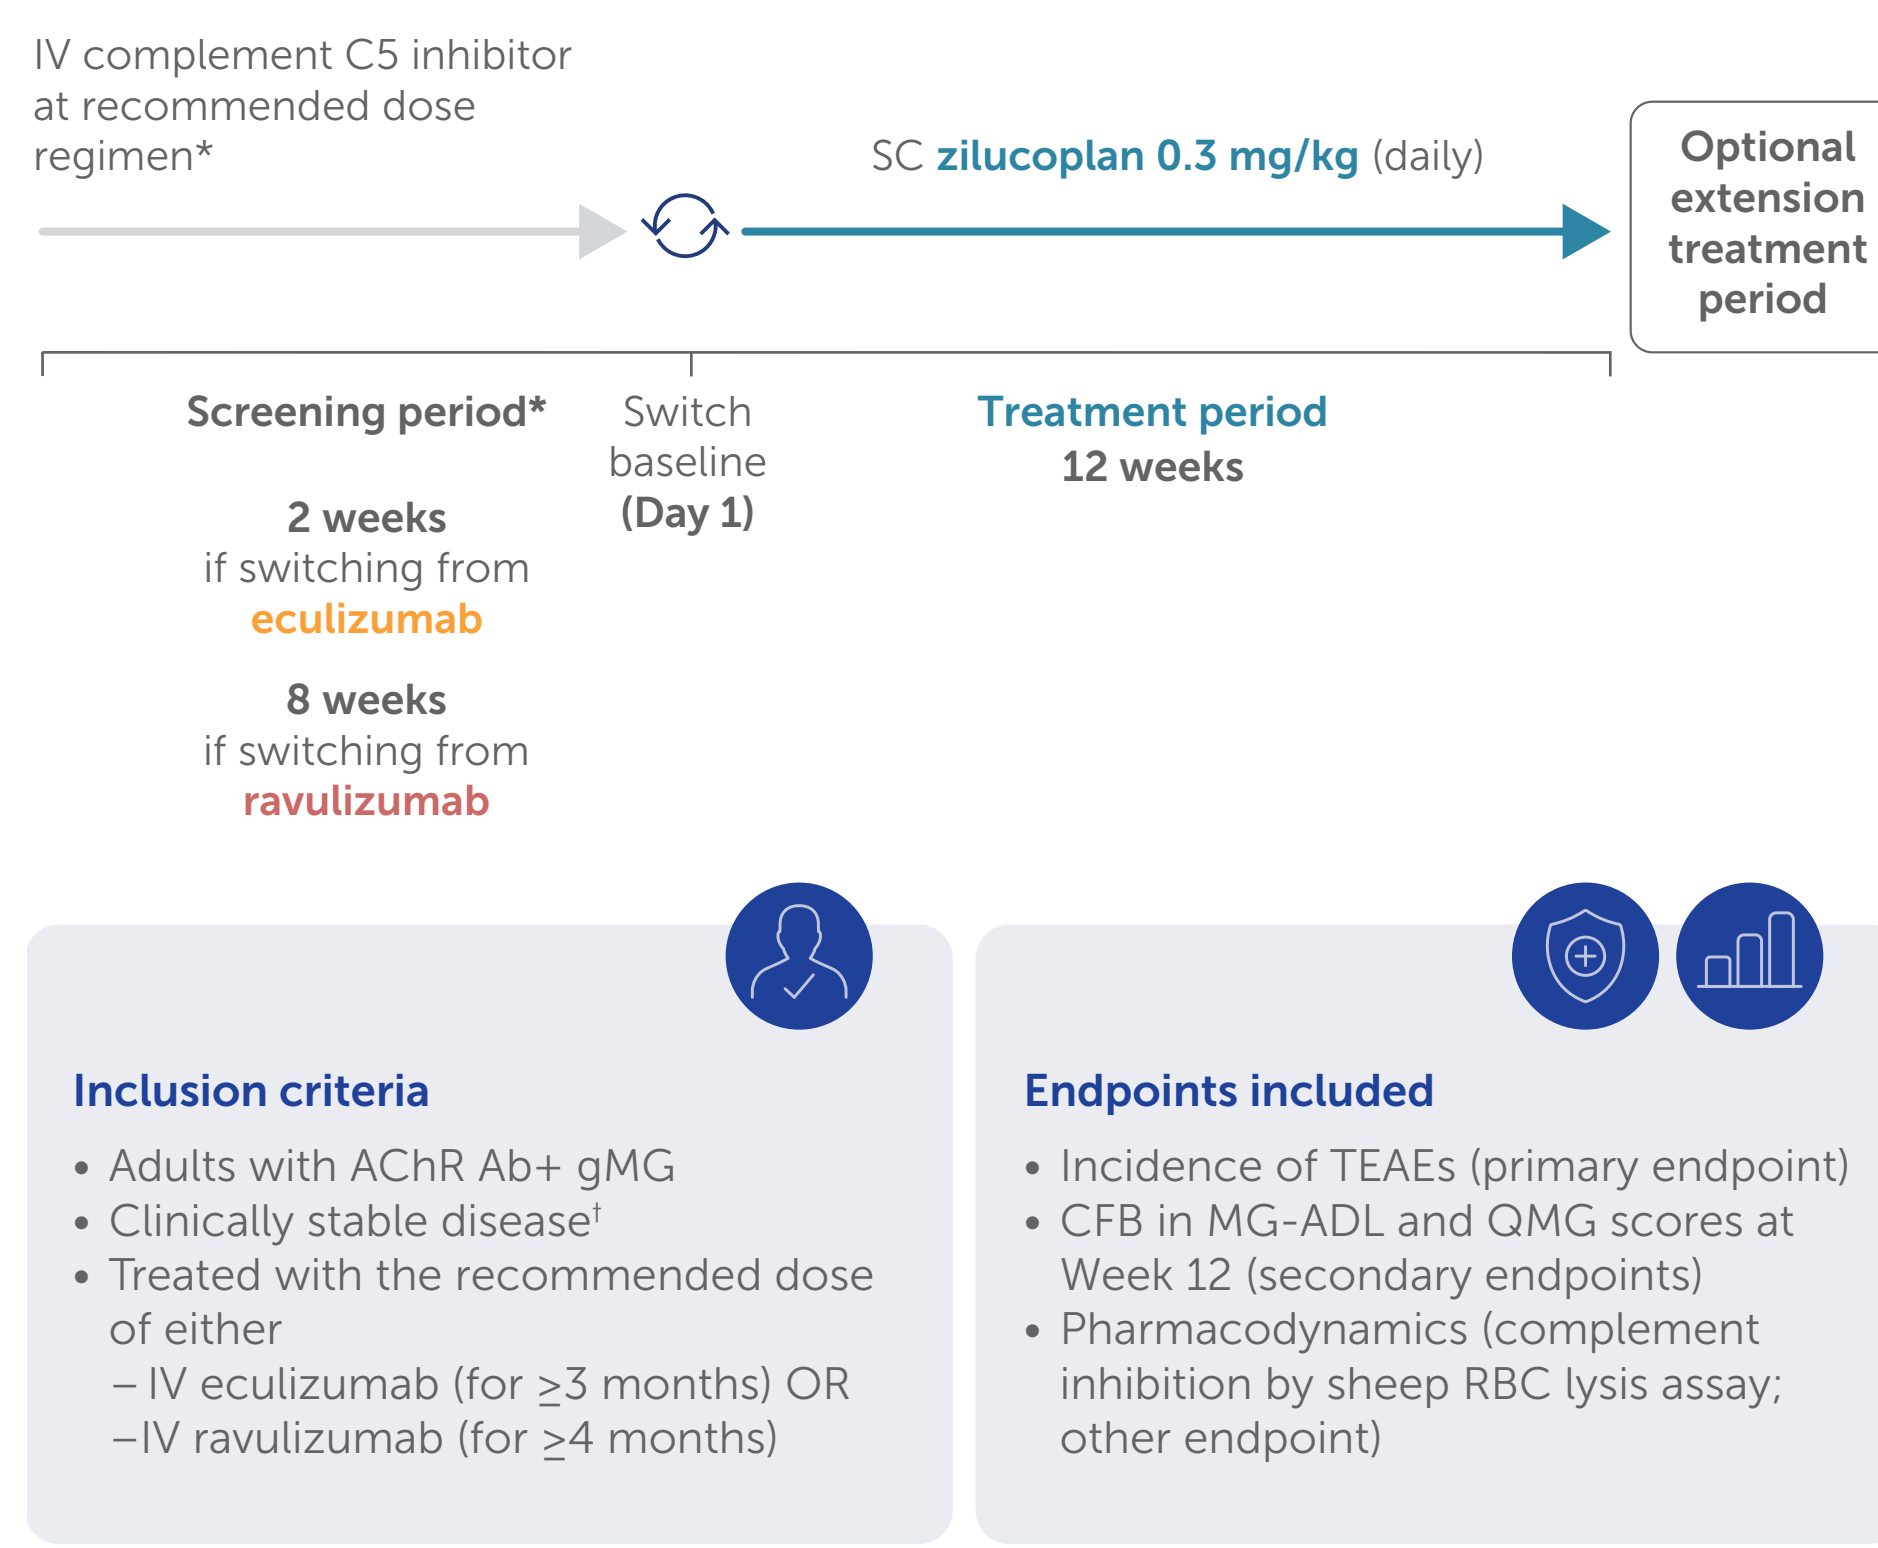 IV complement C5 inhibitor
at recommended dose
regimen*
SC zilucoplan 0.3 mg/kg (daily)
Optional
extension
treatment
period
Screening period*
2 weeks
if switching from
eculizumab
8 weeks
if switching from
ravulizumab
Switch
baseline
(Day 1)
Treatment period
12 weeks
Inclusion criteria
• Adults with AChR Ab+ gMG
• Clinically stable disease†
• Treated with the recommended dose
of either
– IV eculizumab (for ≥3 months) OR
–IV ravulizumab (for ≥4 months)
Endpoints included
• Incidence of TEAEs (primary endpoint)
• CFB in MG-ADL and QMG scores at
Week 12 (secondary endpoints)
• Pharmacodynamics (complement
inhibition by sheep RBC lysis assay;
other endpoint)